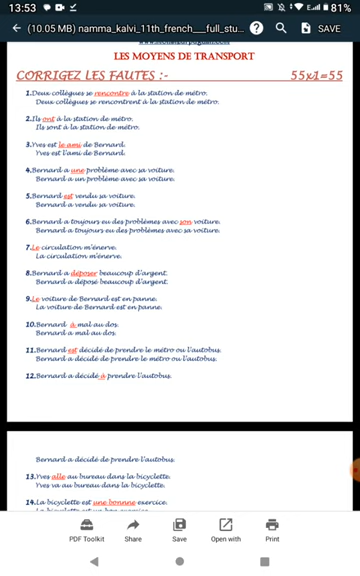 13:53
81%
(10.05 MB) namma_kalvi_11th_french___full_stu...
SAVE
LES MOYENS DE TRANSPORT
CORRIGEZ LES FAUTES :- 55x1=55
1.Deux collègues se rencontre à la station de métro.
Deux collègues se rencontrent à la station de métro.
2.Ils ont à la station de métro.
Ils sont à la station de métro.
3.Yves est le ami de Bernard.
Yves est l'ami de Bernard.
4.Bernard a une problème avec sa voiture.
Bernard a un problème avec sa voiture.
5.Bernard est vendu sa voiture.
Bernard a vendu sa voiture.
6.Bernard a toujours eu des problèmes avec son voiture.
Bernard a toujours eu des problèmes avec sa voiture.
7.Le circulation m'énerve.
La circulation m'énerve.
8.Bernard a déposer beaucoup d'argent.
Bernard a déposé beaucoup d'argent.
9.Le voiture de Bernard est en panne.
La voiture de Bernard est en panne.
10.Bernard à mal au dos.
Bernard a mal au dos.
11.Bernard est décidé de prendre le métro ou l'autobus.
Bernard a décidé de prendre le métro ou l'autobus.
12.Bernard a décidé à prendre l'autobus.
Bernard a décidé de prendre l'autobus.
13.Yves alle au bureau dans la bicyclette.
Yves va au bureau dans la bicyclette.
14.La bicyclette est une bonnne exercice.
La bicyclette est un bon exercice.
PDF Toolkit
Share
Save
Open with
Print